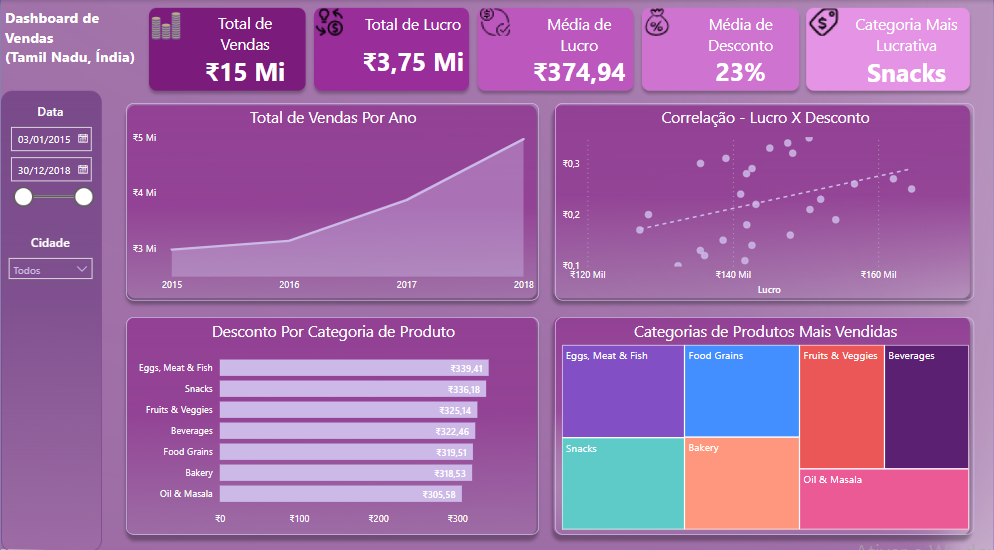 Dashboard de
Vendas
(Tamil Nadu, Índia)
Total de
Vendas
₹15 Mi
Total de Lucro
₹3,75 Mi
Média de
Lucro
₹374,94
Média de
Desconto
23%
Categoria Mais
Lucrativa
Snacks
Data
03/01/2015
30/12/2018
Cidade
Todos
Total de Vendas Por Ano
₹5 Mi
₹4 Mi
₹3 Mi
2015
2016
2017
2018
Correlação - Lucro X Desconto
₹0,3
₹0,2
₹0,1
₹120 Mil
₹140 Mil
₹160 Mil
Lucro
Desconto Por Categoria de Produto
Eggs, Meat & Fish
₹339,41
Snacks
₹336,18
Fruits & Veggies
₹325,14
Beverages
₹322,46
Food Grains
₹319,51
Bakery
₹318,53
Oil & Masala
₹305,58
₹0
₹100
₹200
₹300
Categorias de Produtos Mais Vendidas
Eggs, Meat & Fish
Food Grains
Fruits & Veggies
Beverages
Snacks
Bakery
Oil & Masala